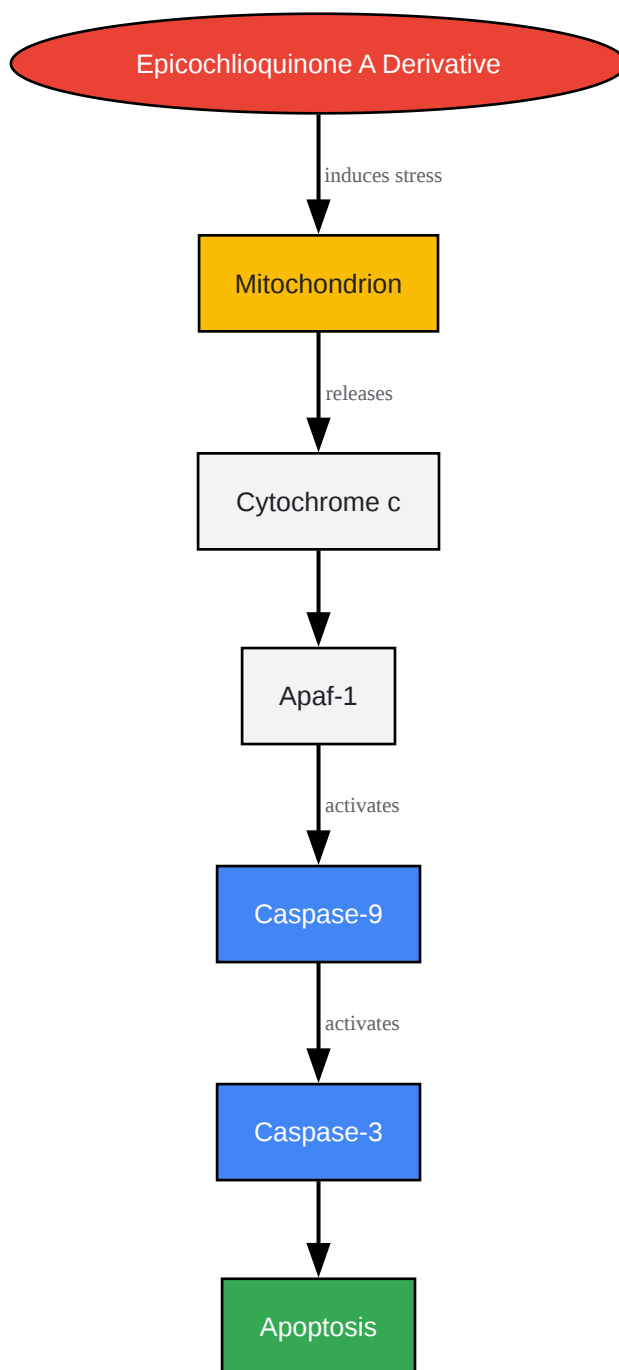 Epicochlioquinone A Derivative
induces stress
Mitochondrion
releases
Cytochrome c
Apaf-1
activates
Caspase-9
activates
Caspase-3
Apoptosis